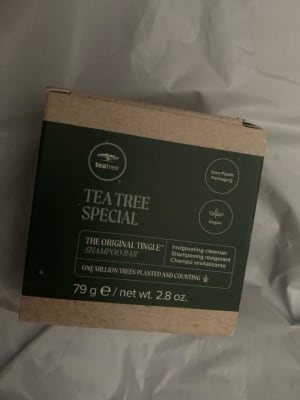 teatree
Zero Plastic
Packaging
Vegan
TEA TREE
SPECIAL
THE ORIGINAL TINGLE™
SHAMPOO BAR
invigorating cleanser
Shampooing revigorant
Champú revitalizante
ONE MILLION TREES PLANTED AND COUNTING
79 g e / net wt. 2.8 oz.